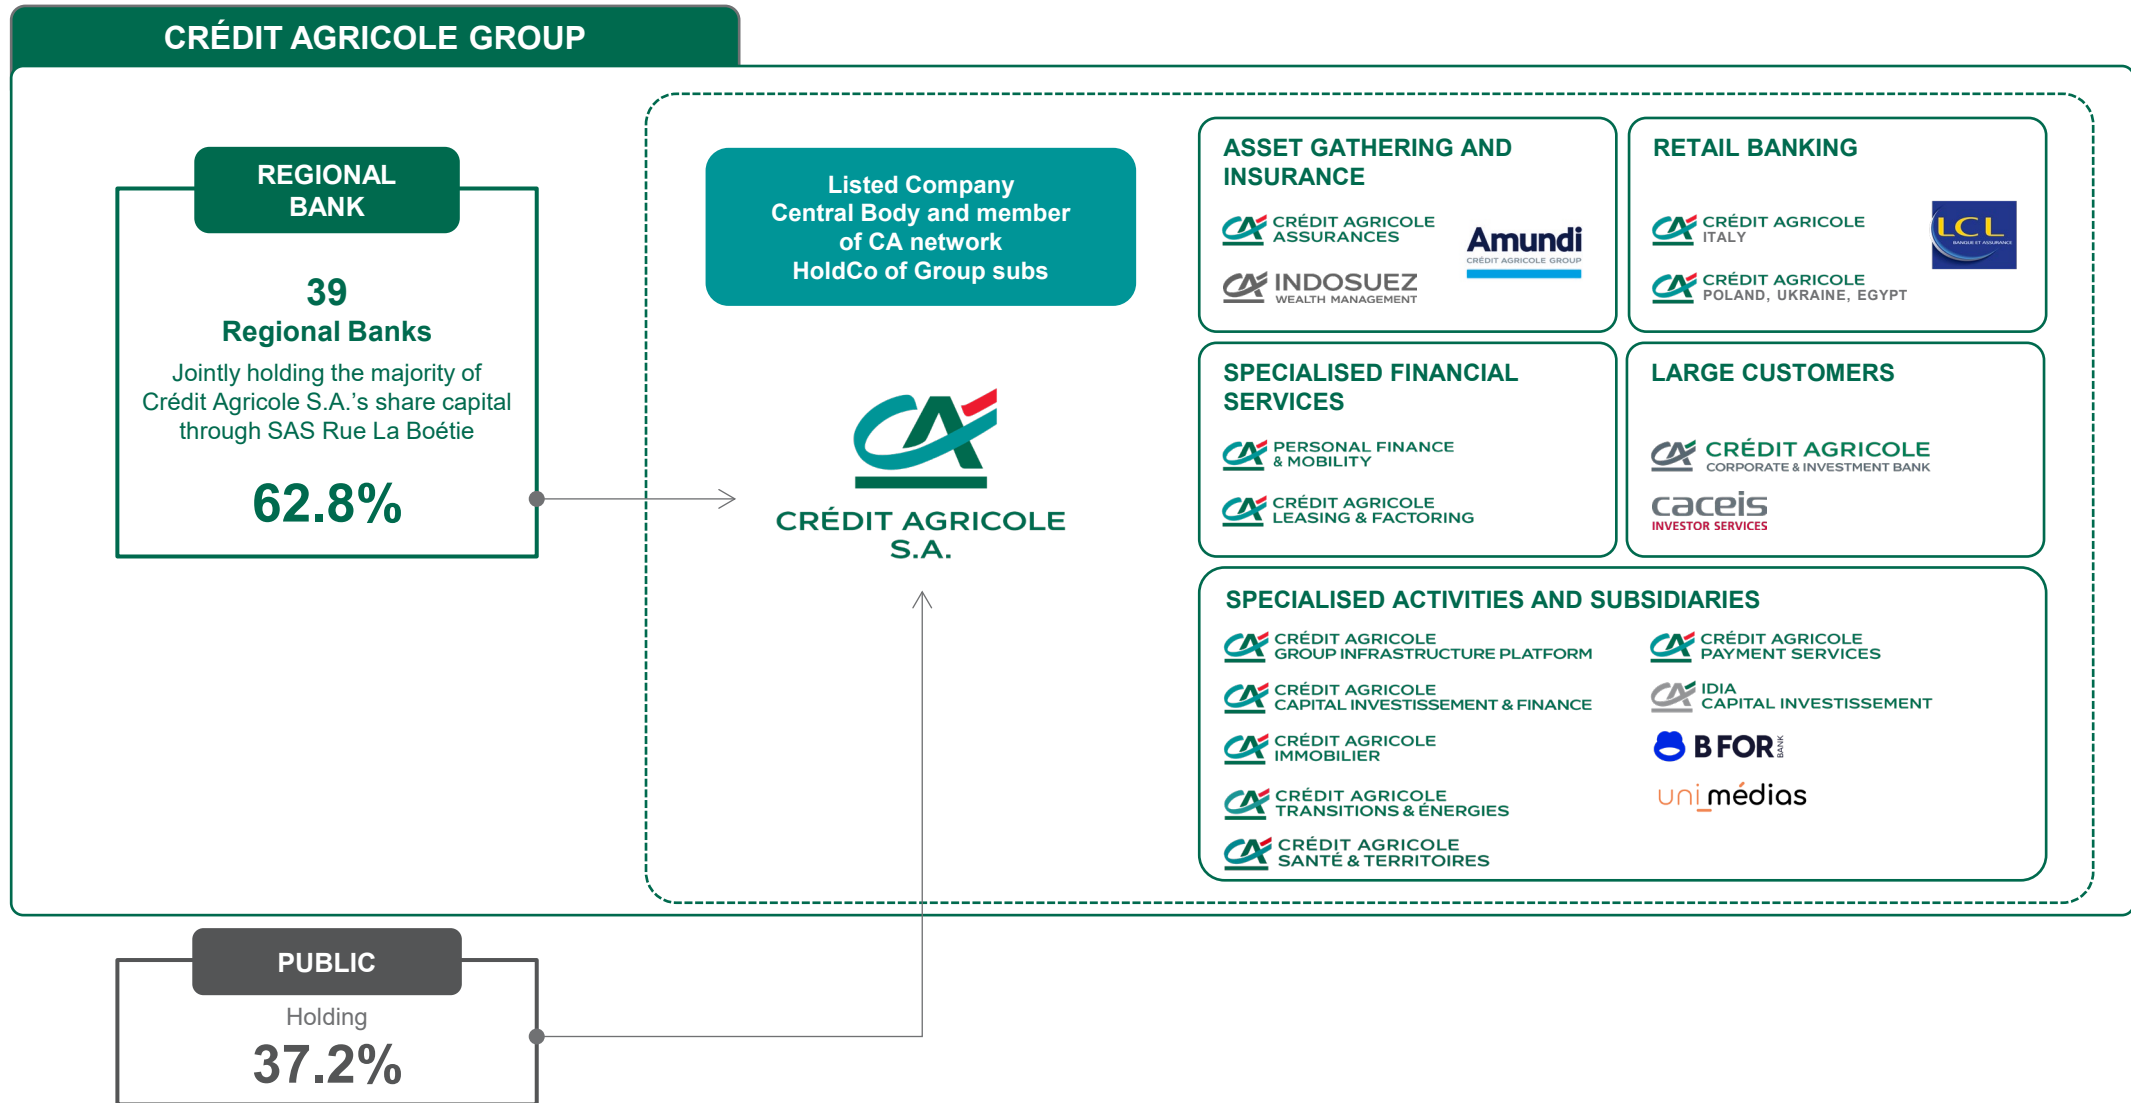 CRÉDIT AGRICOLE GROUP
REGIONAL
BANK
39
Regional Banks
Jointly holding the majority of
Crédit Agricole S.A.’s share capital
through SAS Rue La Boétie
62.8%
Listed Company
Central Body and member
of CA network
HoldCo of Group subs
CRÉDIT AGRICOLE
S.A.
ASSET GATHERING AND
INSURANCE
CRÉDIT AGRICOLE
ASSURANCES
Amundi
CRÉDIT AGRICOLE GROUP
INDOSUEZ
WEALTH MANAGEMENT
RETAIL BANKING
CRÉDIT AGRICOLE
ITALY
LCL
BANQUE ET ASSURANCE
CRÉDIT AGRICOLE
POLAND, UKRAINE, EGYPT
SPECIALISED FINANCIAL
SERVICES
PERSONAL FINANCE
& MOBILITY
CRÉDIT AGRICOLE
LEASING & FACTORING
LARGE CUSTOMERS
CRÉDIT AGRICOLE
CORPORATE & INVESTMENT BANK
caceis
INVESTOR SERVICES
SPECIALISED ACTIVITIES AND SUBSIDIARIES
CRÉDIT AGRICOLE
GROUP INFRASTRUCTURE PLATFORM
CRÉDIT AGRICOLE
CAPITAL INVESTISSEMENT & FINANCE
CRÉDIT AGRICOLE
IMMOBILIER
CRÉDIT AGRICOLE
TRANSITIONS & ÉNERGIES
CRÉDIT AGRICOLE
SANTÉ & TERRITOIRES
CRÉDIT AGRICOLE
PAYMENT SERVICES
IDIA
CAPITAL INVESTISSEMENT
B FOR BANK
uni_médias
PUBLIC
Holding
37.2%